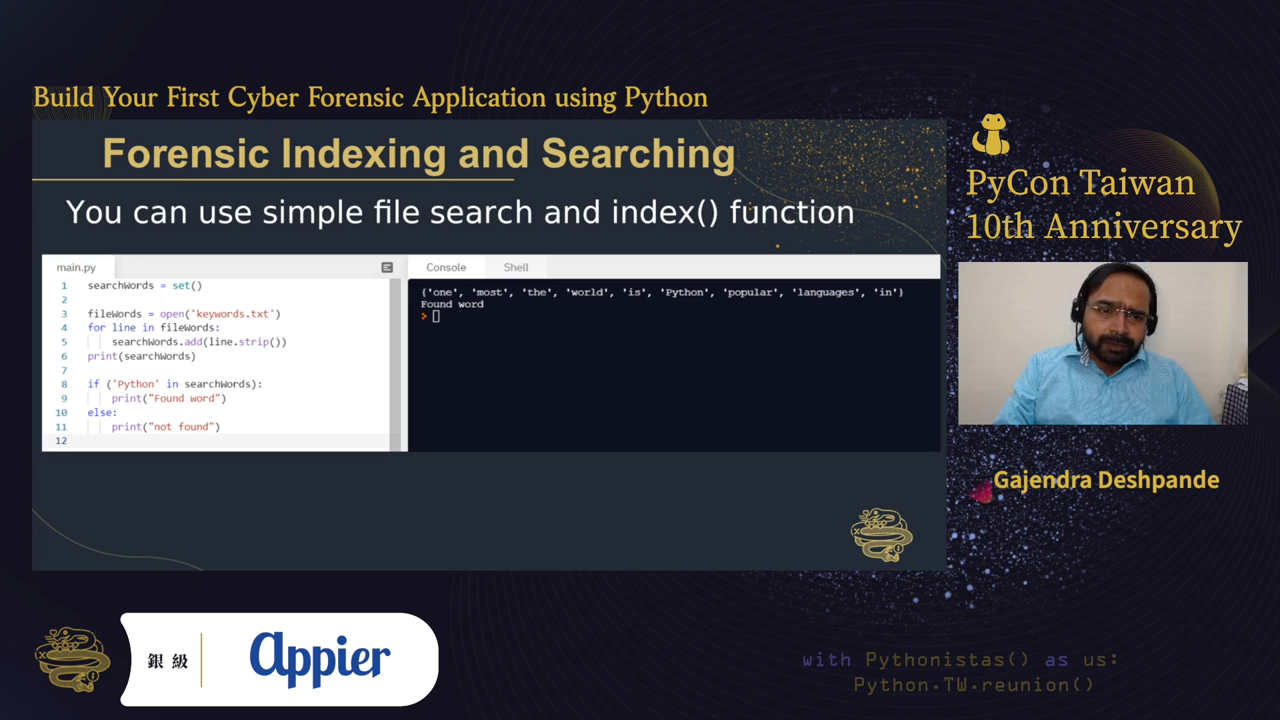 Build Your First Cyber Forensic Application using Python
Forensic Indexing and Searching
You can use simple file search and index() function
main.py
1 searchWords = set()
2
3 fileWords = open('keywords.txt')
4 for line in fileWords:
5 searchWords.add(line.strip())
6 print(searchWords)
7
8 if ('Python' in searchWords):
9 print("Found word")
10 else:
11 print("not found")
12
Console Shell
{'one', 'most', 'the', 'world', 'is', 'Python', 'popular', 'languages', 'in'}
Found word
>
PyCon Taiwan
10th Anniversary
Gajendra Deshpande
銀級
Appier
with Pythonistas() as us:
Python.TW.reunion()